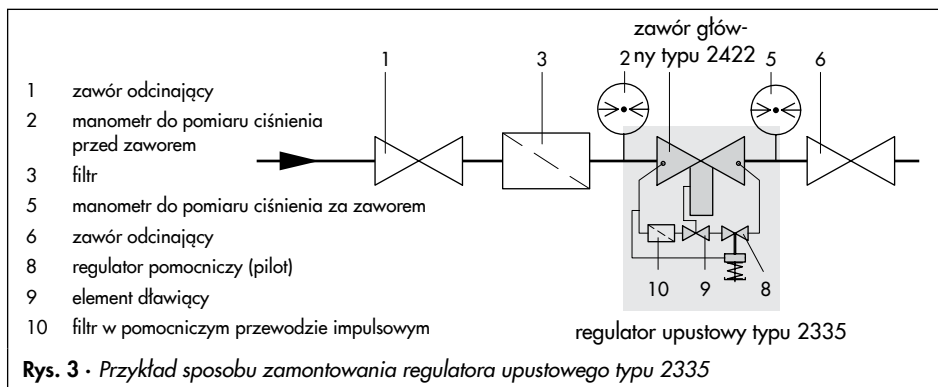 zawór głów-
ny typu 2422
1
3
2
5
6
1 zawór odcinający
2 manometr do pomiaru ciśnienia
przed zaworem
3 filtr
5 manometr do pomiaru ciśnienia za zaworem
6 zawór odcinający
8 regulator pomocniczy (pilot)
9 element dławiący
10 filtr w pomocniczym przewodzie impulsowym
10 9 8
regulator upustowy typu 2335
Rys. 3 · Przykład sposobu zamontowania regulatora upustowego typu 2335